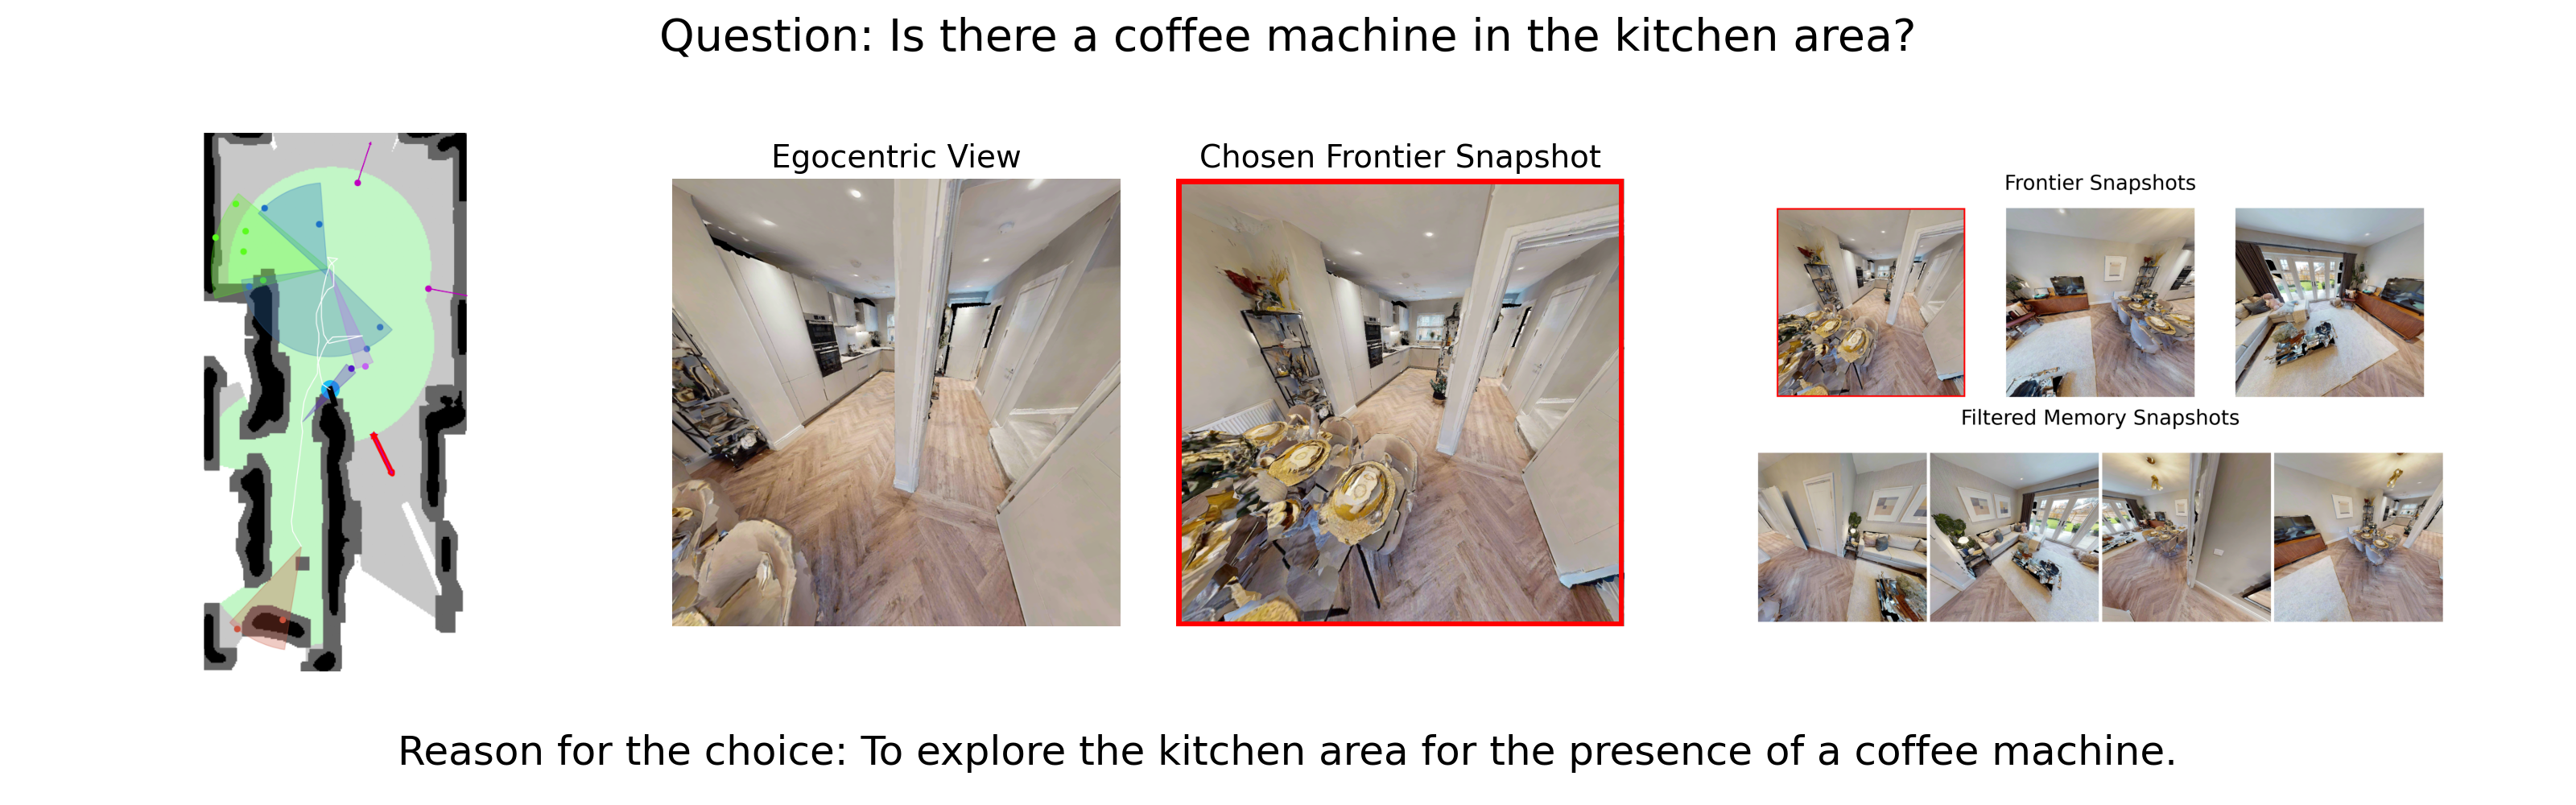 Question: Is there a coffee machine in the kitchen area?
Egocentric View
Chosen Frontier Snapshot
Frontier Snapshots
Filtered Memory Snapshots
Reason for the choice: To explore the kitchen area for the presence of a coffee machine.